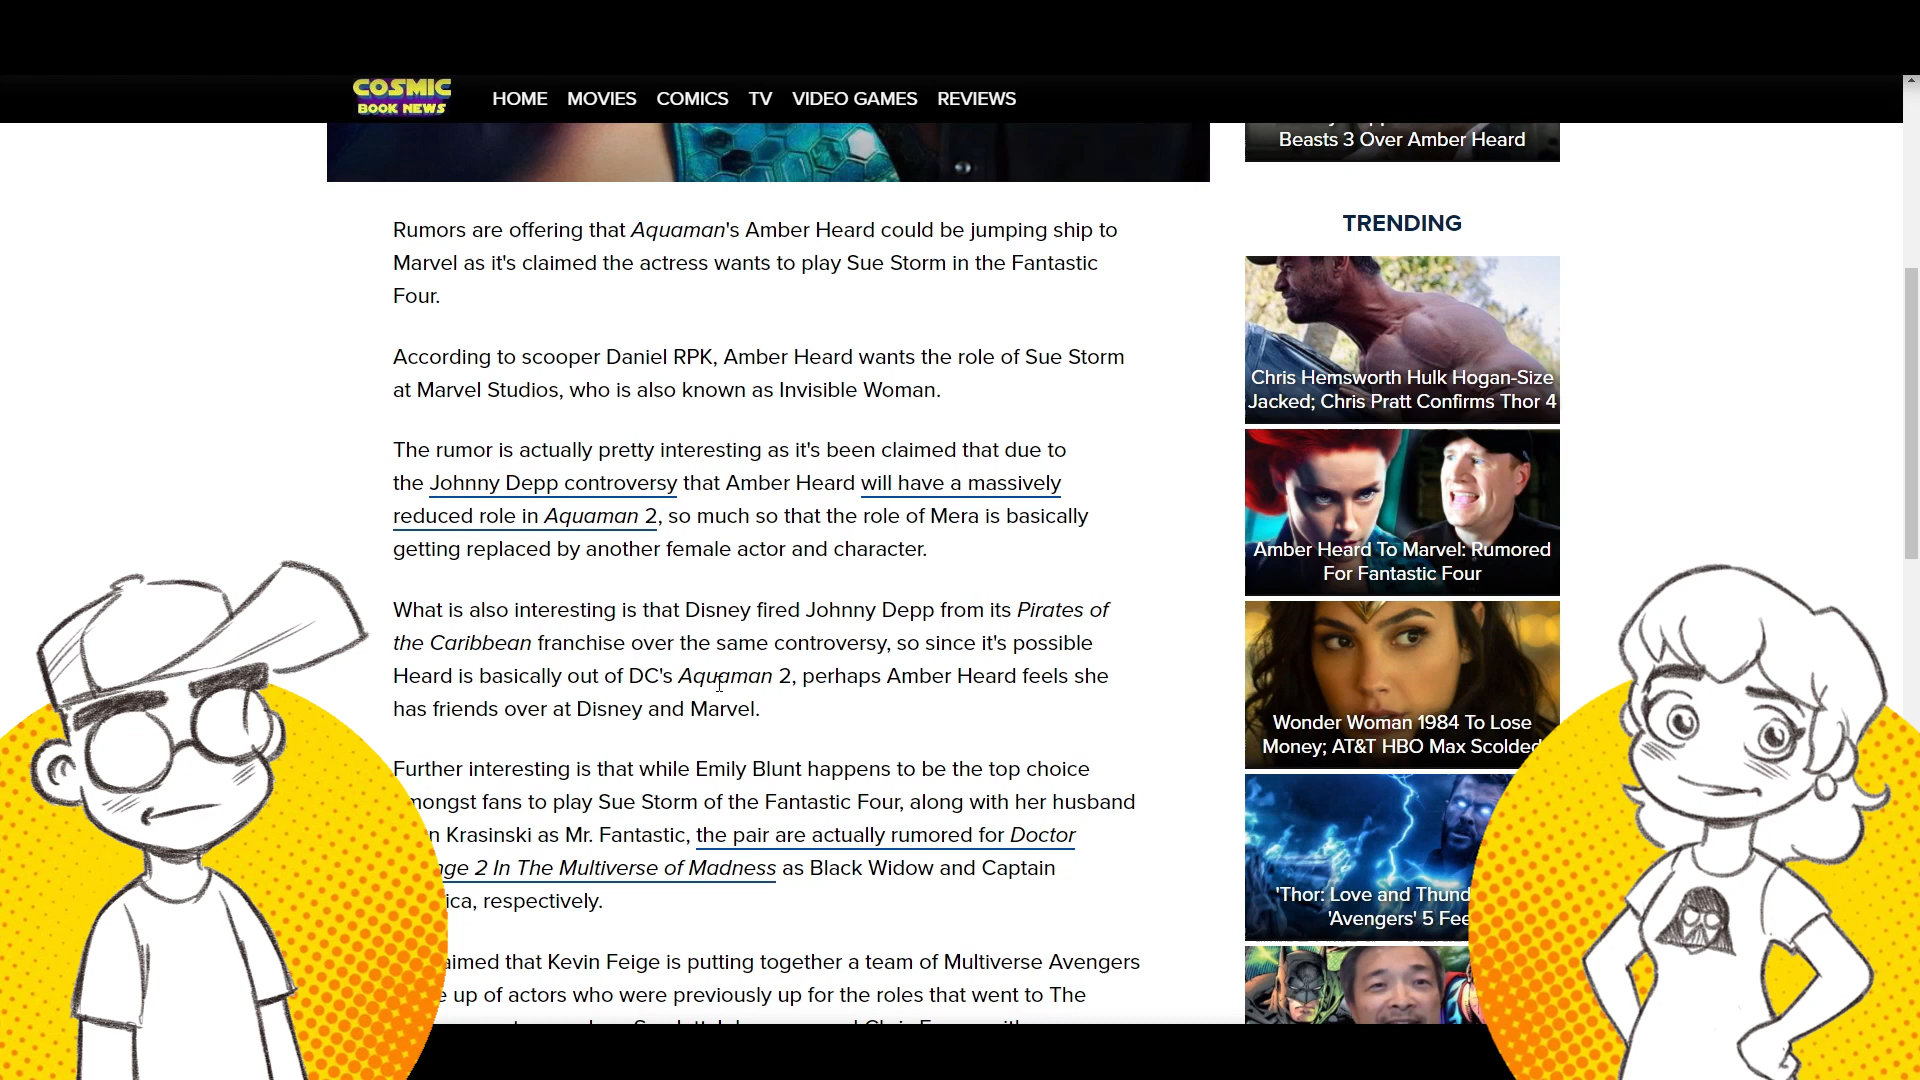 COSMIC
BOOK NEWS
HOME MOVIES COMICS TV VIDEO GAMES REVIEWS
Beasts 3 Over Amber Heard
Rumors are offering that Aquaman's Amber Heard could be jumping ship to
Marvel as it's claimed the actress wants to play Sue Storm in the Fantastic
Four.
According to scooper Daniel RPK, Amber Heard wants the role of Sue Storm
at Marvel Studios, who is also known as Invisible Woman.
The rumor is actually pretty interesting as it's been claimed that due to
the Johnny Depp controversy that Amber Heard will have a massively
reduced role in Aquaman 2, so much so that the role of Mera is basically
getting replaced by another female actor and character.
What is also interesting is that Disney fired Johnny Depp from its Pirates of
the Caribbean franchise over the same controversy, so since it's possible
Heard is basically out of DC's Aquaman 2, perhaps Amber Heard feels she
has friends over at Disney and Marvel.
Further interesting is that while Emily Blunt happens to be the top choice
mongst fans to play Sue Storm of the Fantastic Four, along with her husband
n Krasinski as Mr. Fantastic, the pair are actually rumored for Doctor
ge 2 In The Multiverse of Madness as Black Widow and Captain
ica, respectively.
aimed that Kevin Feige is putting together a team of Multiverse Avengers
e up of actors who were previously up for the roles that went to The
TRENDING
Chris Hemsworth Hulk Hogan-Size
Jacked; Chris Pratt Confirms Thor 4
Amber Heard To Marvel: Rumored
For Fantastic Four
Wonder Woman 1984 To Lose
Money; AT&T HBO Max Scolded
'Thor: Love and Thund
'Avengers' 5 Fee